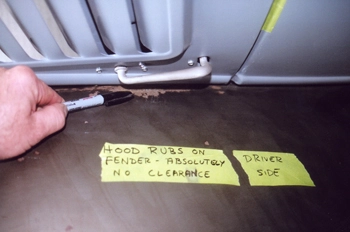 HOOD RUBS ON
FENDER - ABSOLUTELY
NO CLEARANCE
DRIVER
SIDE